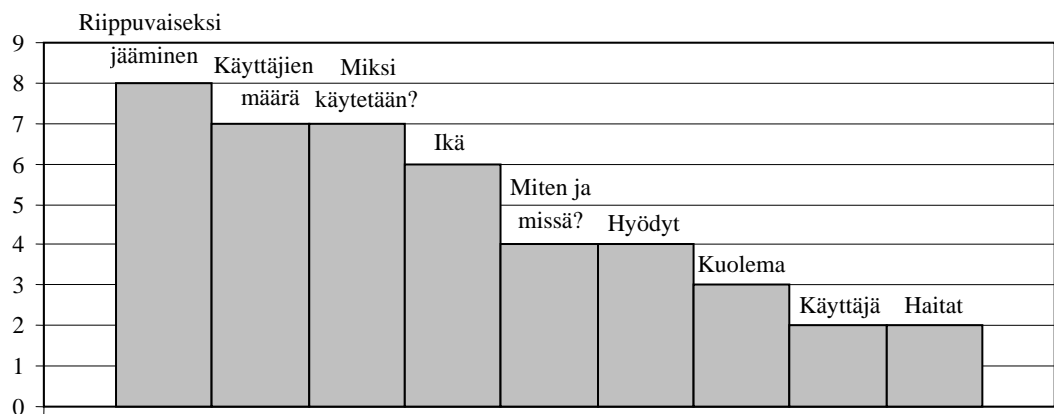 Riippuvaiseksi
jääminen
Käyttäjien
määrä
Miksi
käytetään?
Ikä
Miten ja
missä?
Hyödyt
Kuolema
Käyttäjä
Haitat
9
8
7
6
5
4
3
2
1
0